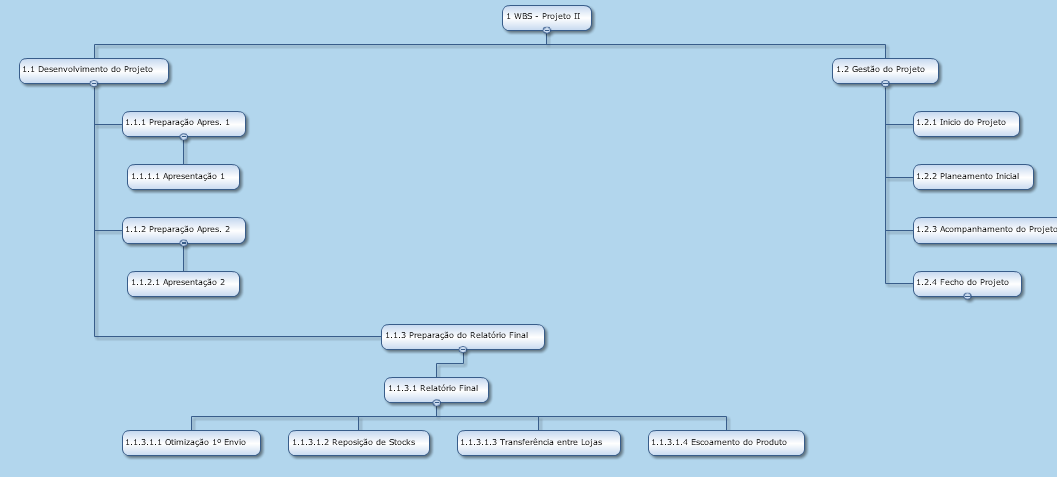 1 WBS - Projeto II
1.1 Desenvolvimento do Projeto
1.2 Gestão do Projeto
1.1.1 Preparação Apres. 1
1.2.1 Inicio do Projeto
1.1.1.1 Apresentação 1
1.2.2 Planeamento Inicial
1.1.2 Preparação Apres. 2
1.2.3 Acompanhamento do Projeto
1.1.2.1 Apresentação 2
1.2.4 Fecho do Projeto
1.1.3 Preparação do Relatório Final
1.1.3.1 Relatório Final
1.1.3.1.1 Otimização 1º Envio
1.1.3.1.2 Reposição de Stocks
1.1.3.1.3 Transferência entre Lojas
1.1.3.1.4 Escoamento do Produto